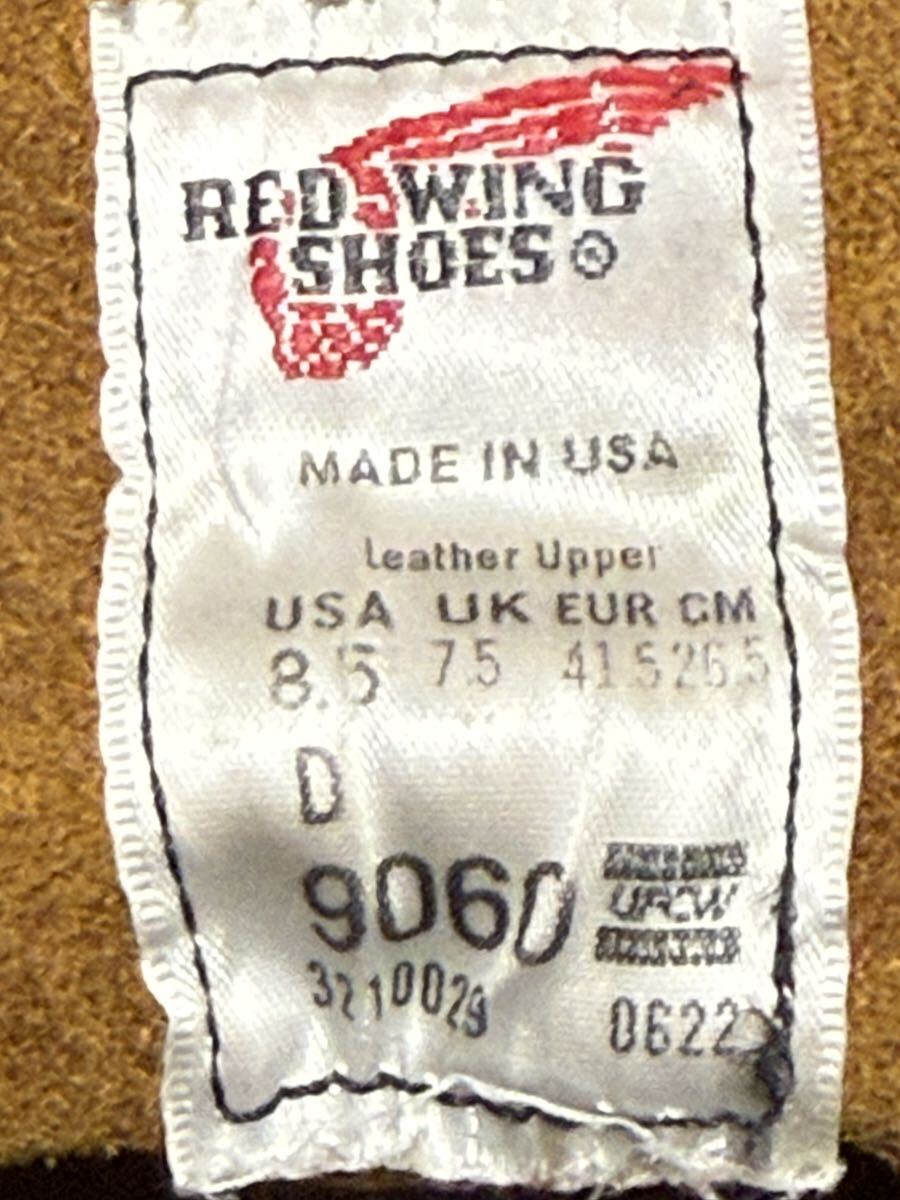 RED WING
SHOES ®
MADE IN USA
Leather Upper
USA UK EUR CM
8.5 7.5 41.5 26.5
D
9060
UFCW
3210029
0622